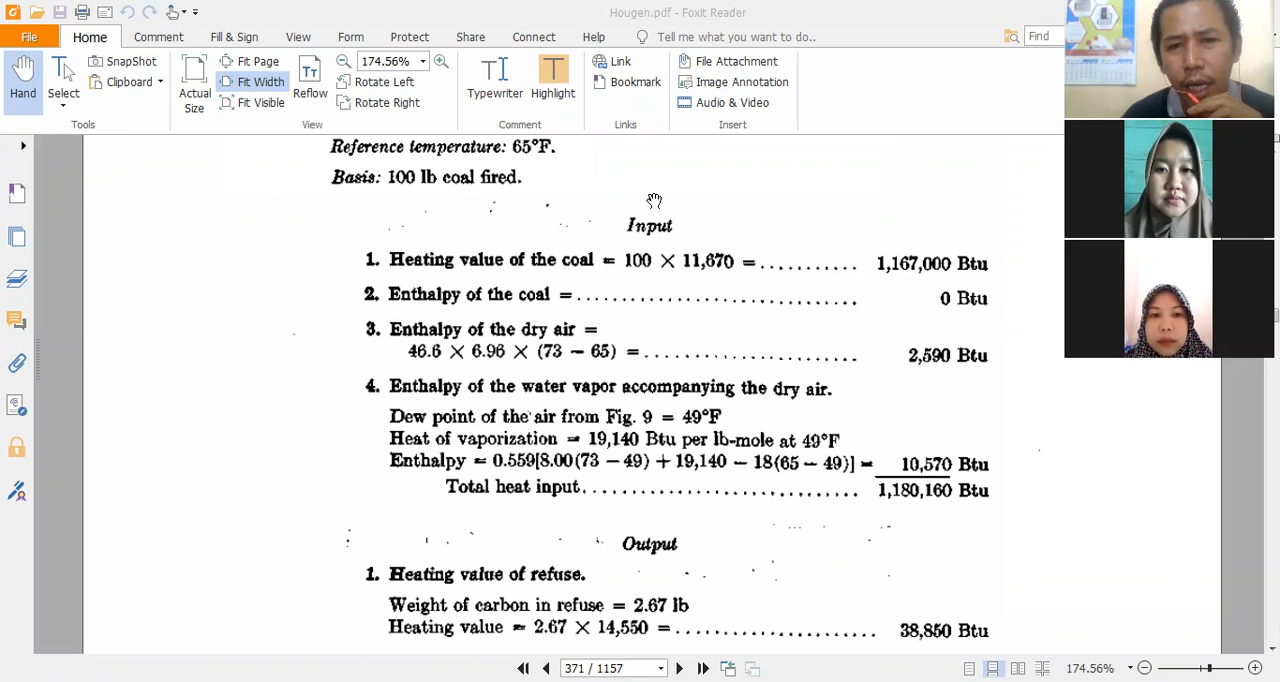 Hougen.pdf - Foxit Reader
File Home Comment Fill & Sign View Form Protect Share Connect Help Tell me what you want to do.. Find
Hand
Select
SnapShot
Clipboard
Tools
Actual
Size
Fit Page
Fit Width
Fit Visible
Reflow
174.56%
Rotate Left
Rotate Right
View
Typewriter
Highlight
Comment
Link
Bookmark
Links
File Attachment
Image Annotation
Audio & Video
Insert
Reference temperature: 65°F.
Basis: 100 lb coal fired.
Input
1. Heating value of the coal = 100 × 11,670 = ........... 1,167,000 Btu
2. Enthalpy of the coal = ............................... 0 Btu
3. Enthalpy of the dry air =
46.6 × 6.96 × (73 − 65) = ........................ 2,590 Btu
4. Enthalpy of the water vapor accompanying the dry air.
Dew point of the air from Fig. 9 = 49°F
Heat of vaporization = 19,140 Btu per lb-mole at 49°F
Enthalpy = 0.559[8.00(73 − 49) + 19,140 − 18(65 − 49)] = 10,570 Btu
Total heat input. ............................... 1,180,160 Btu
Output
1. Heating value of refuse.
Weight of carbon in refuse = 2.67 lb
Heating value = 2.67 × 14,550 = ...................... 38,850 Btu
371 / 1157
174.56%